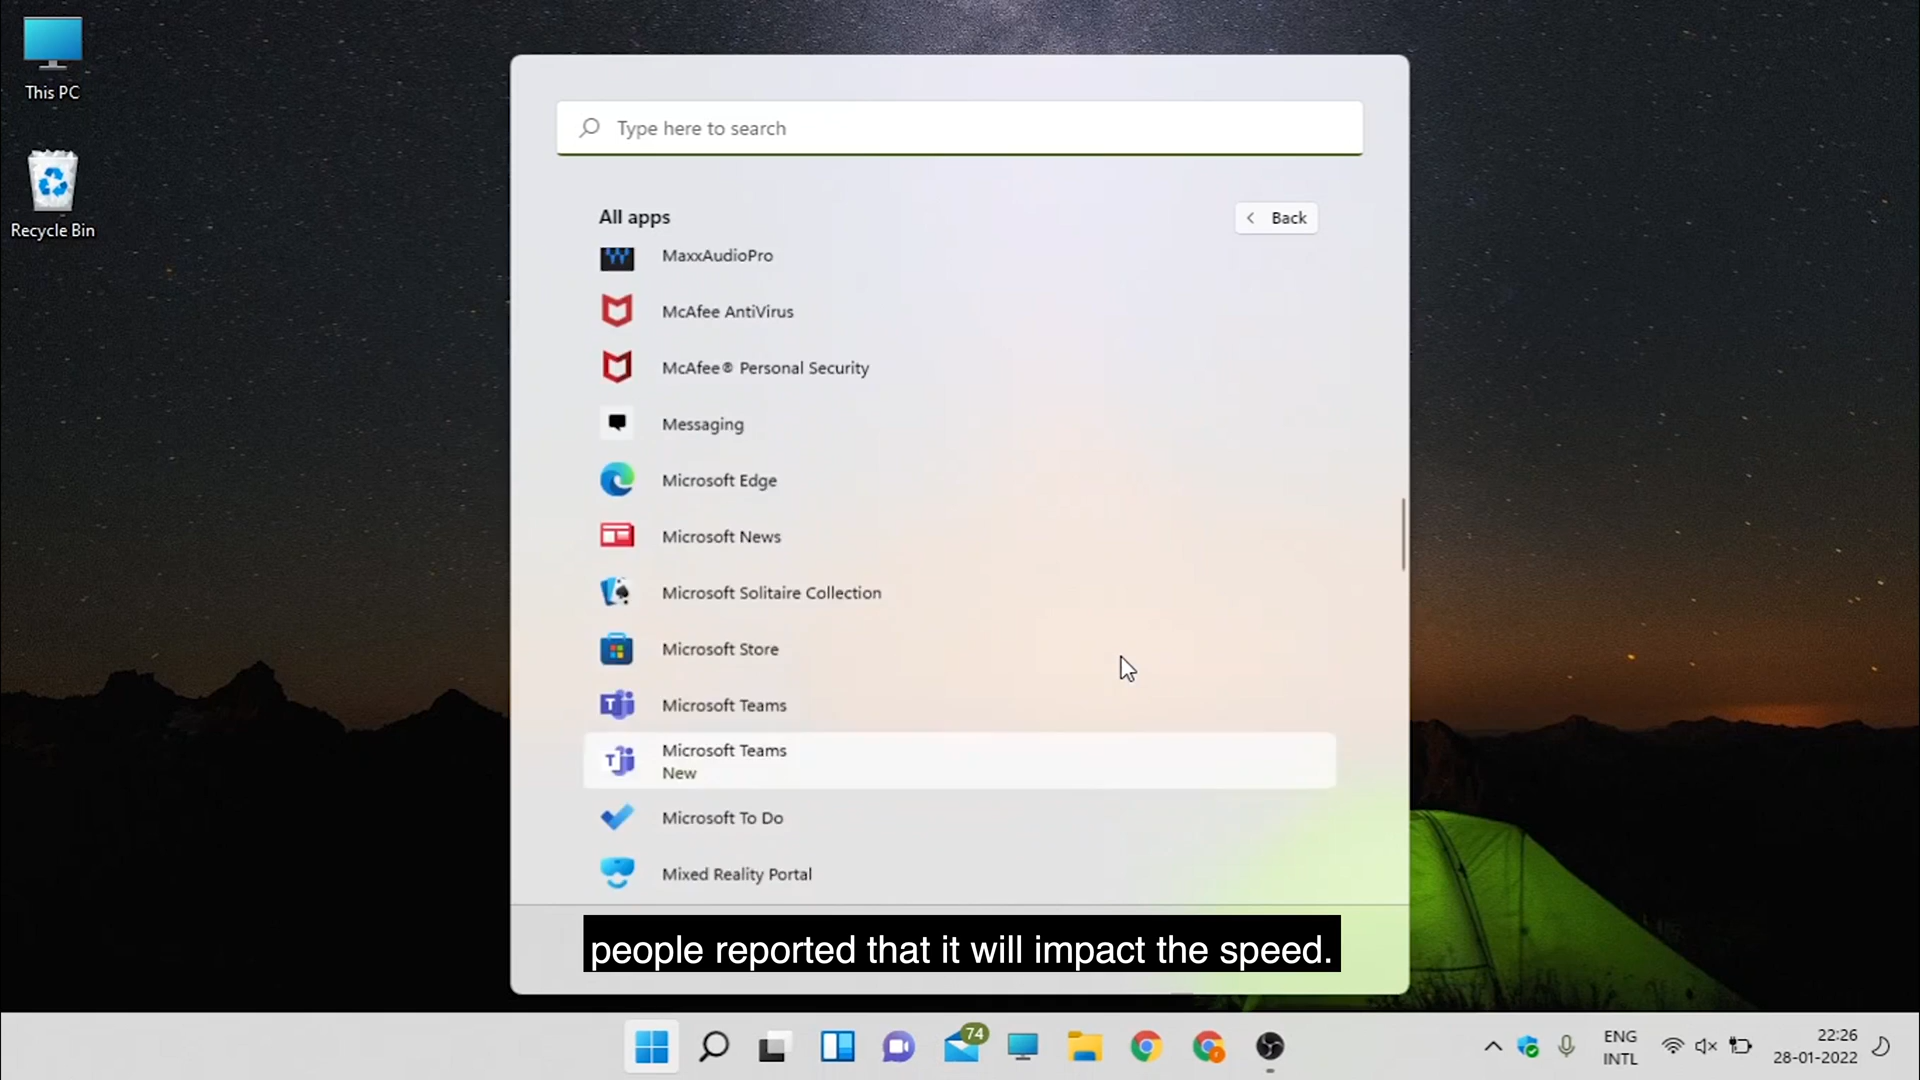 This PC
Recycle Bin
Type here to search
All apps
Back
MaxxAudioPro
McAfee AntiVirus
McAfee® Personal Security
Messaging
Microsoft Edge
Microsoft News
Microsoft Solitaire Collection
Microsoft Store
Microsoft Teams
Microsoft Teams
New
Microsoft To Do
Mixed Reality Portal
people reported that it will impact the speed.
74
ENG
INTL
22:26
28-01-2022